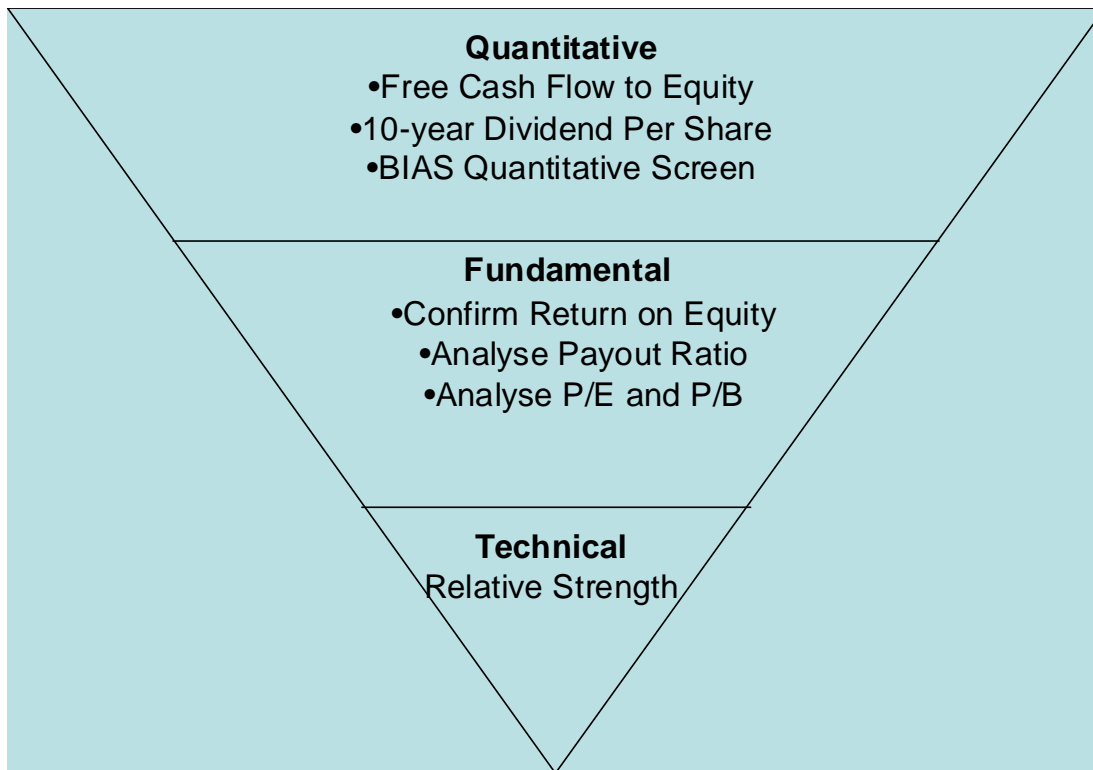 Quantitative
•Free Cash Flow to Equity
•10-year Dividend Per Share
•BIAS Quantitative Screen
Fundamental
•Confirm Return on Equity
•Analyse Payout Ratio
•Analyse P/E and P/B
Technical
Relative Strength